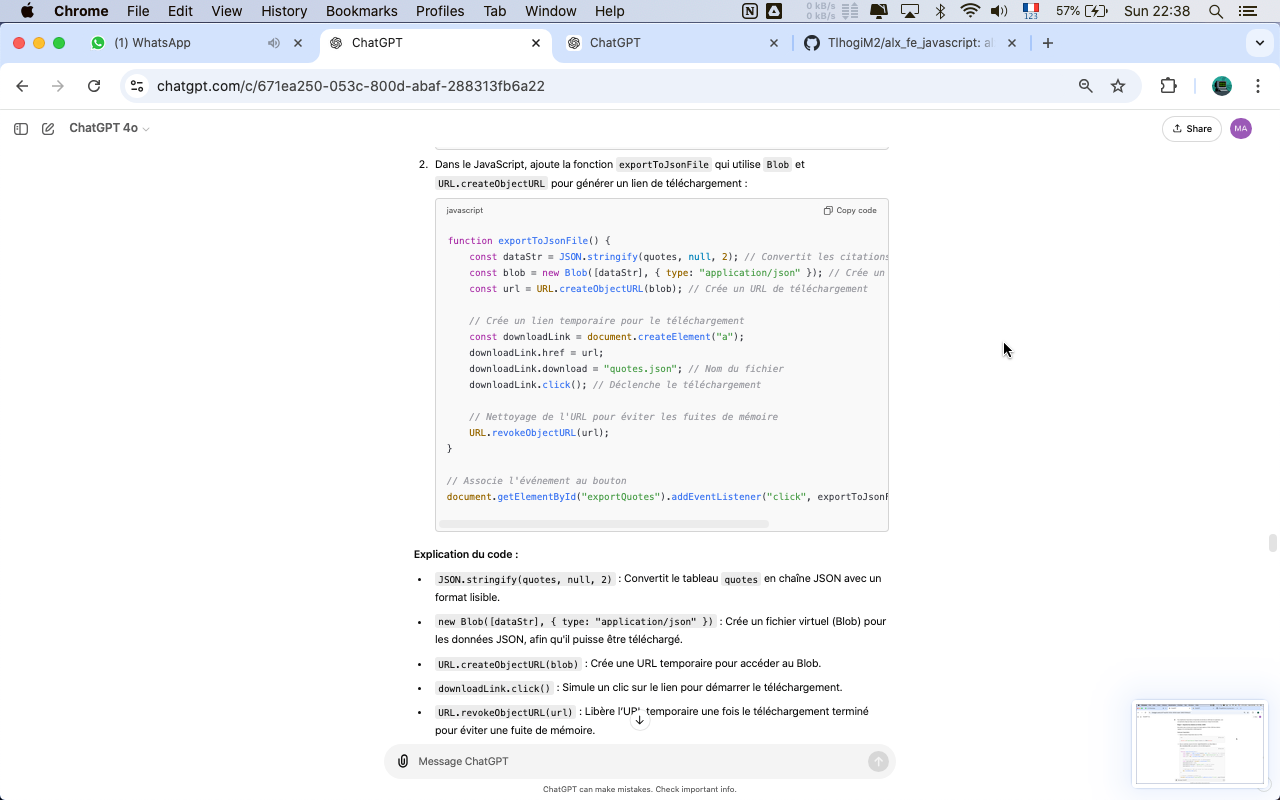 Chrome File Edit View History Bookmarks Profiles Tab Window Help 0 kB/s 0 kB/s 123 57% Sun 22:38
(1) WhatsApp ChatGPT ChatGPT TlhogiM2/alx_fe_javascript: al
chatgpt.com/c/671ea250-053c-800d-abaf-288313fb6a22
ChatGPT 4o Share MA
2. Dans le JavaScript, ajoute la fonction exportToJsonFile qui utilise Blob et
URL.createObjectURL pour générer un lien de téléchargement :
javascript Copy code
function exportToJsonFile() {
const dataStr = JSON.stringify(quotes, null, 2); // Convertit les citations
const blob = new Blob([dataStr], { type: "application/json" }); // Crée un
const url = URL.createObjectURL(blob); // Crée un URL de téléchargement
// Crée un lien temporaire pour le téléchargement
const downloadLink = document.createElement("a");
downloadLink.href = url;
downloadLink.download = "quotes.json"; // Nom du fichier
downloadLink.click(); // Déclenche le téléchargement
// Nettoyage de l'URL pour éviter les fuites de mémoire
URL.revokeObjectURL(url);
}
// Associe l'événement au bouton
document.getElementById("exportQuotes").addEventListener("click", exportToJsonF
Explication du code :
• JSON.stringify(quotes, null, 2) : Convertit le tableau quotes en chaîne JSON avec un
format lisible.
• new Blob([dataStr], { type: "application/json" }) : Crée un fichier virtuel (Blob) pour
les données JSON, afin qu'il puisse être téléchargé.
• URL.createObjectURL(blob) : Crée une URL temporaire pour accéder au Blob.
• downloadLink.click() : Simule un clic sur le lien pour démarrer le téléchargement.
• URL.revokeObjectURL(url) : Libère l'URL temporaire une fois le téléchargement terminé
pour éviter une fuite de mémoire.
Message ChatGPT
ChatGPT can make mistakes. Check important info.